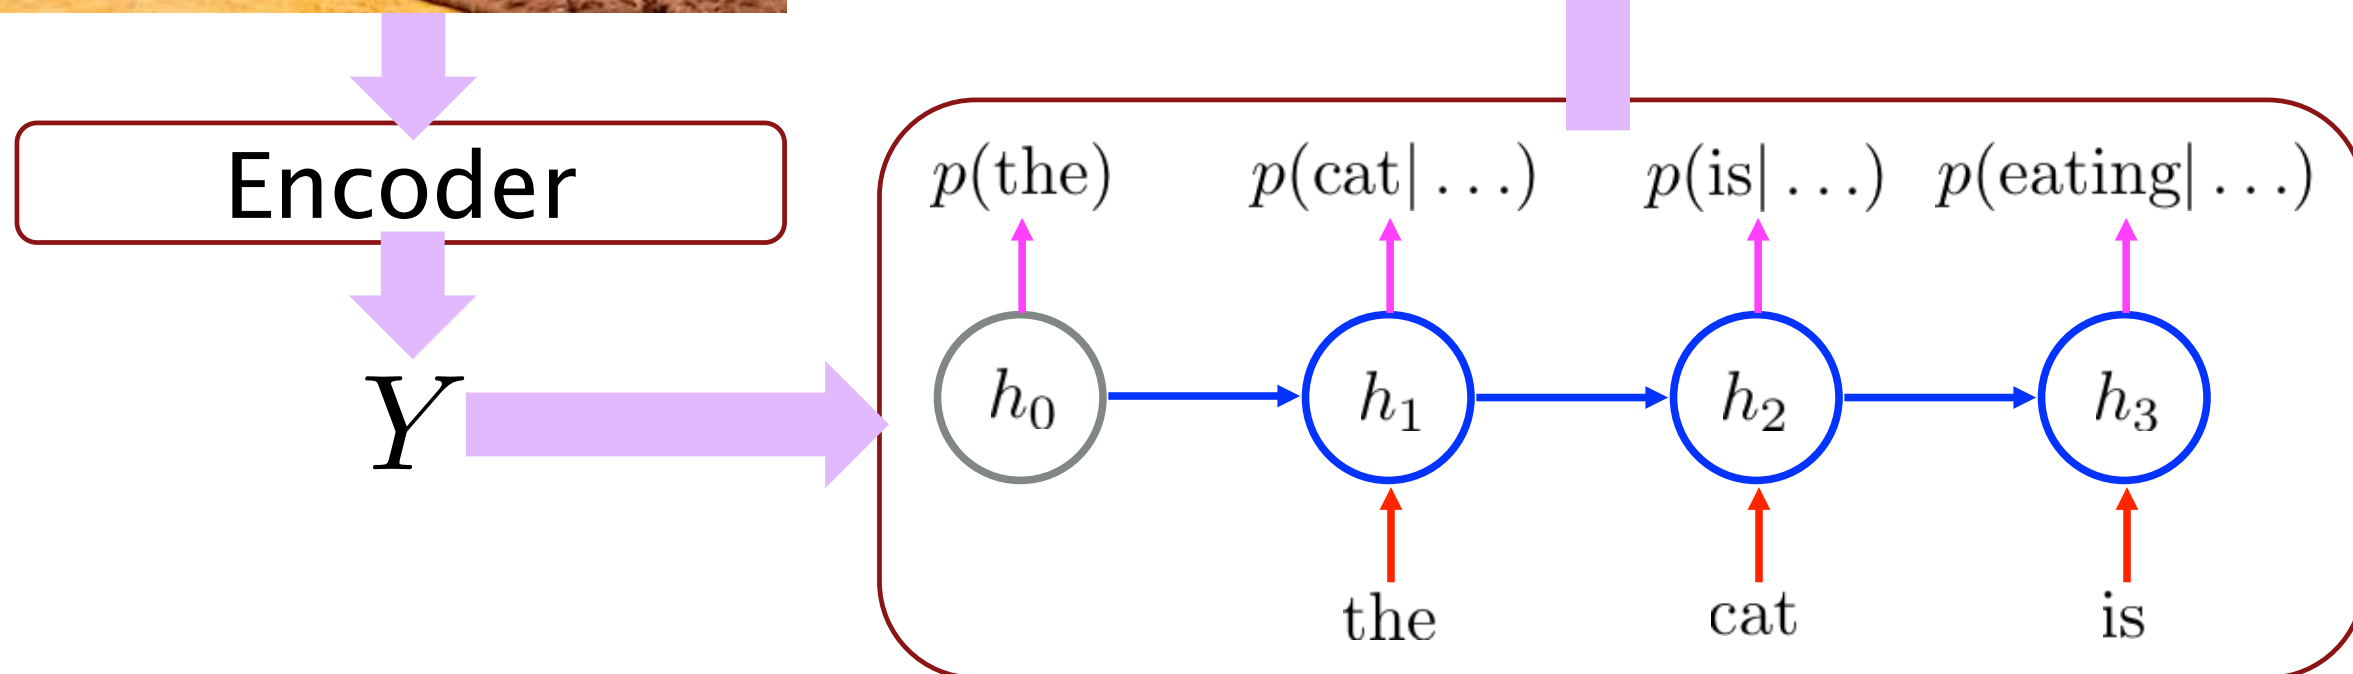 Encoder
Y
p(the) p(cat| ...) p(is| ...) p(eating| ...)
h₀ h₁ h₂ h₃
the cat is